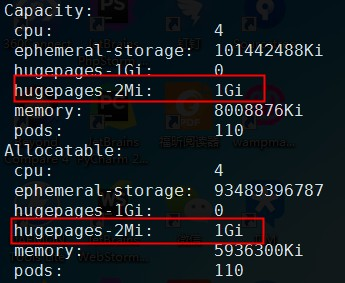 Capacity:
cpu: 4
ephemeral-storage: 101442488Ki
hugepages-1Gi: 0
hugepages-2Mi: 1Gi
memory: 8008876Ki
pods: 110
Allocatable:
cpu: 4
ephemeral-storage: 93489396787
hugepages-1Gi: 0
hugepages-2Mi: 1Gi
memory: 5936300Ki
pods: 110